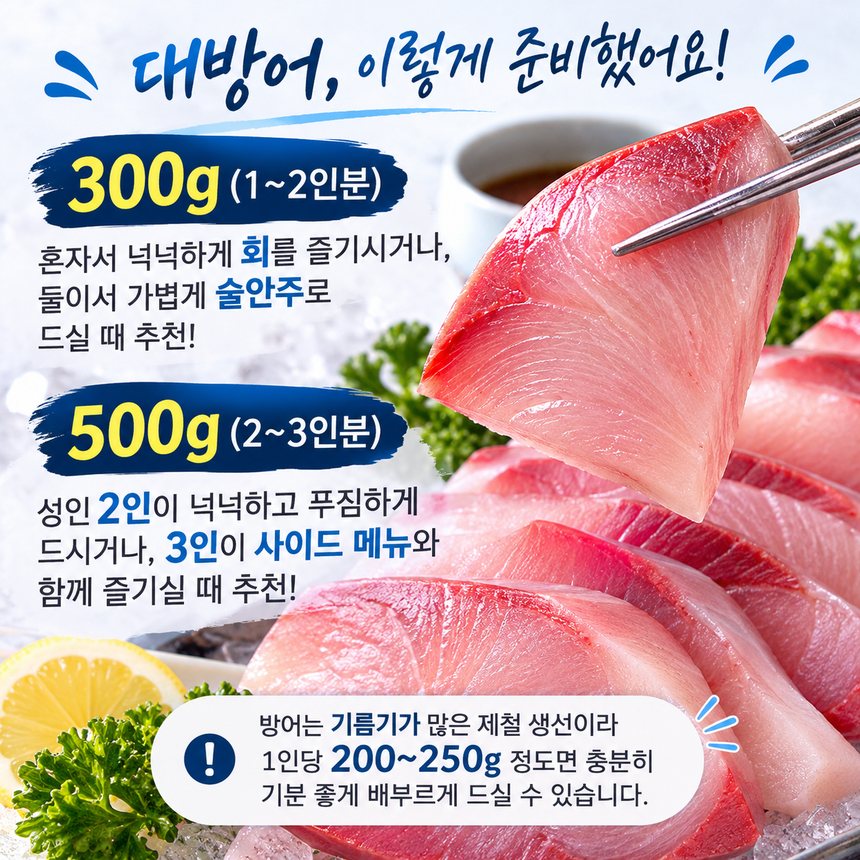 대방어, 이렇게 준비했어요!
300g (1~2인분)
혼자서 넉넉하게 회를 즐기시거나,
둘이서 가볍게 술안주로
드실 때 추천!
500g (2~3인분)
성인 2인이 넉넉하고 푸짐하게
드시거나, 3인이 사이드 메뉴와
함께 즐기실 때 추천!
!
방어는 기름기가 많은 제철 생선이라
1인당 200~250g 정도면 충분히
기분 좋게 배부르게 드실 수 있습니다.